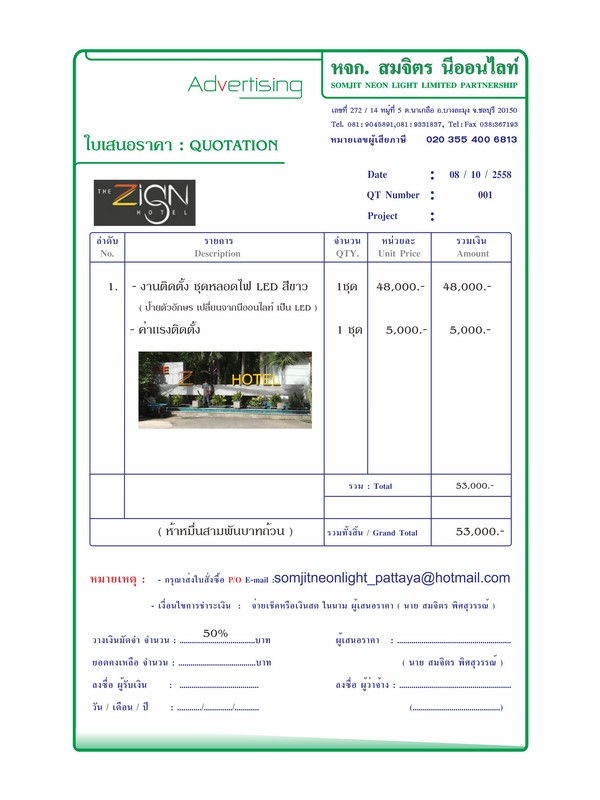 Advertising
หจก. สมจิตร นีออนไลท์
SOMJIT NEON LIGHT LIMITED PARTNERSHIP
เลขที่ 272 / 14 หมู่ที่ 5 ต.นาเกลือ อ.บางละมุง จ.ชลบุรี 20150
Tel. 081 : 9045891,081 : 9331837, Tel : Fax 038:367193
หมายเลขผู้เสียภาษี 020 355 400 6813
ใบเสนอราคา : QUOTATION
Date : 08 / 10 / 2558
QT Number : 001
Project :
THE ZIGN HOTEL
ลำดับ รายการ จำนวน หน่วยละ รวมเงิน
No. Description QTY. Unit Price Amount
1. - งานติดตั้ง ชุดหลอดไฟ LED สีขาว 1ชุด 48,000.- 48,000.-
( ป้ายตัวอักษร เปลี่ยนจากนีออนไลท์ เป็น LED )
- ค่าแรงติดตั้ง 1 ชุด 5,000.- 5,000.-
THE Z HOTEL
รวม : Total 53,000.-
( ห้าหมื่นสามพันบาทถ้วน ) รวมทั้งสิ้น / Grand Total 53,000.-
หมายเหตุ : - กรุณาส่งใบสั่งซื้อ P/O E-mail :somjitneonlight_pattaya@hotmail.com
- เงื่อนไขการชำระเงิน : จ่ายเช็คหรือเงินสด ในนาม ผู้เสนอราคา ( นาย สมจิตร พิศสุวรรณ์ )
วางเงินมัดจำ จำนวน : ...............50%...............บาท ผู้เสนอราคา : ........................................
ยอดคงเหลือ จำนวน : ...................................บาท ( นาย สมจิตร พิศสุวรรณ์ )
ลงชื่อ ผู้รับเงิน : ................................... ลงชื่อ ผู้ว่าจ้าง : ........................................
วัน / เดือน / ปี : .........../............./........... (........................................)